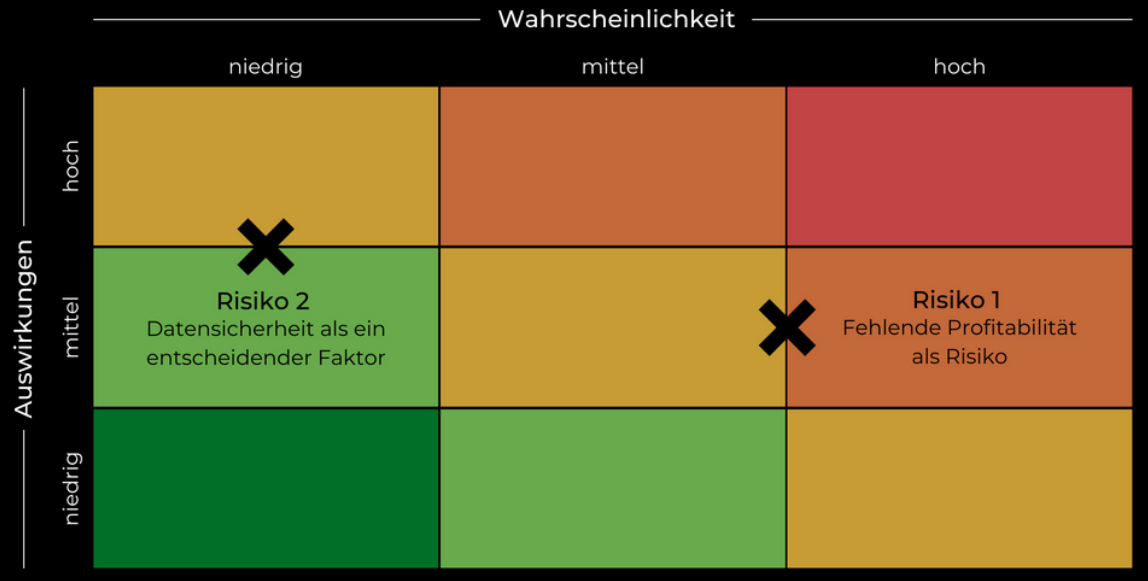 Wahrscheinlichkeit
niedrig
mittel
hoch
Auswirkungen
hoch
mittel
niedrig
Risiko 2
Datensicherheit als ein
entscheidender Faktor
Risiko 1
Fehlende Profitabilität
als Risiko